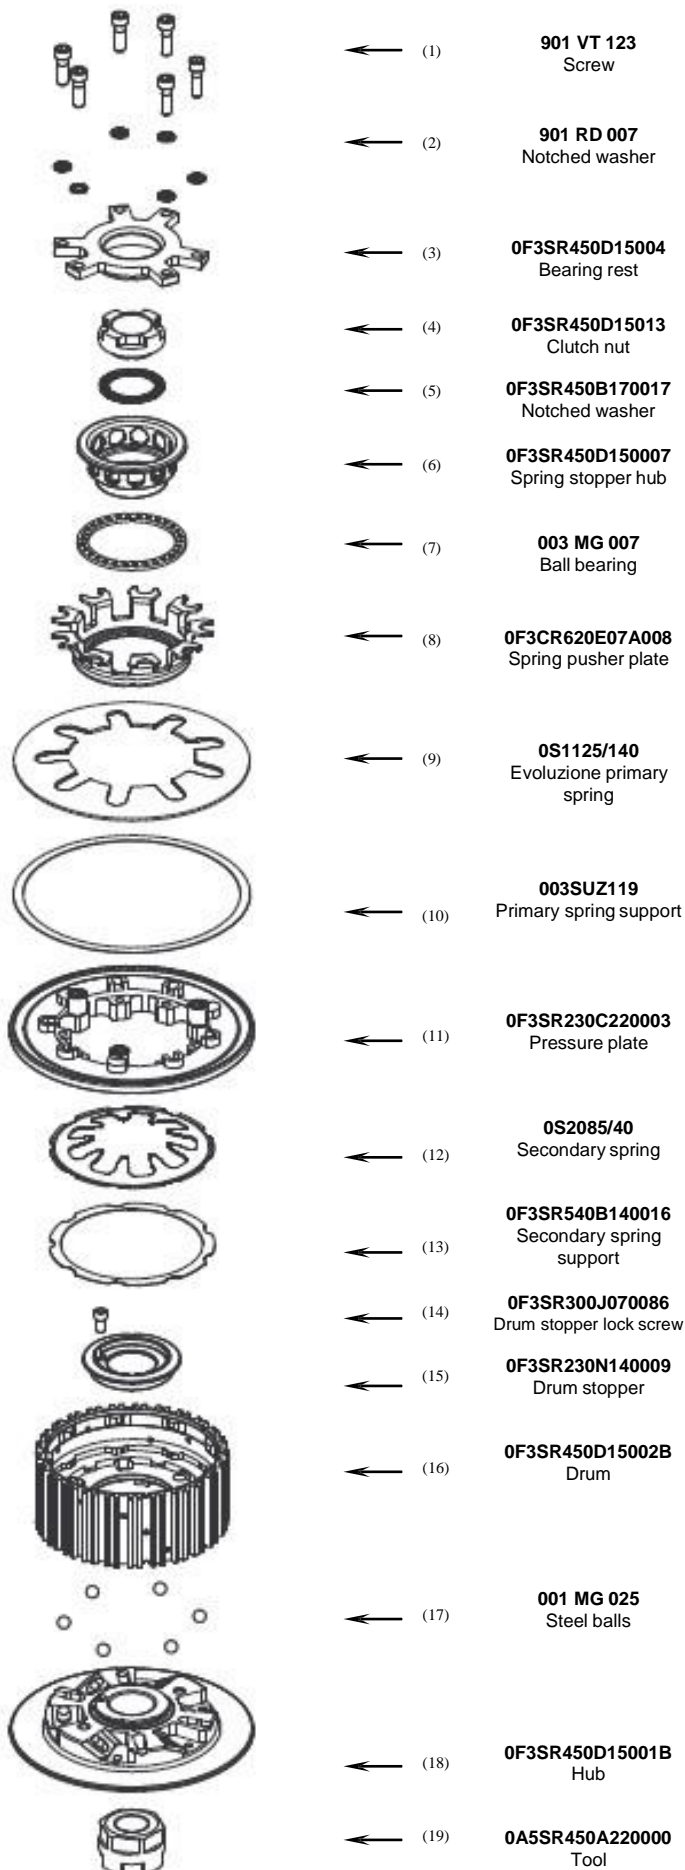 (1)
901 VT 123
Screw
(2)
901 RD 007
Notched washer
(3)
0F3SR450D15004
Bearing rest
(4)
0F3SR450D15013
Clutch nut
(5)
0F3SR450B170017
Notched washer
(6)
0F3SR450D150007
Spring stopper hub
(7)
003 MG 007
Ball bearing
(8)
0F3CR620E07A008
Spring pusher plate
(9)
0S1125/140
Evoluzione primary
spring
(10)
003SUZ119
Primary spring support
(11)
0F3SR230C220003
Pressure plate
(12)
0S2085/40
Secondary spring
(13)
0F3SR540B140016
Secondary spring
support
(14)
0F3SR300J070086
Drum stopper lock screw
(15)
0F3SR230N140009
Drum stopper
(16)
0F3SR450D15002B
Drum
(17)
001 MG 025
Steel balls
(18)
0F3SR450D15001B
Hub
(19)
0A5SR450A220000
Tool